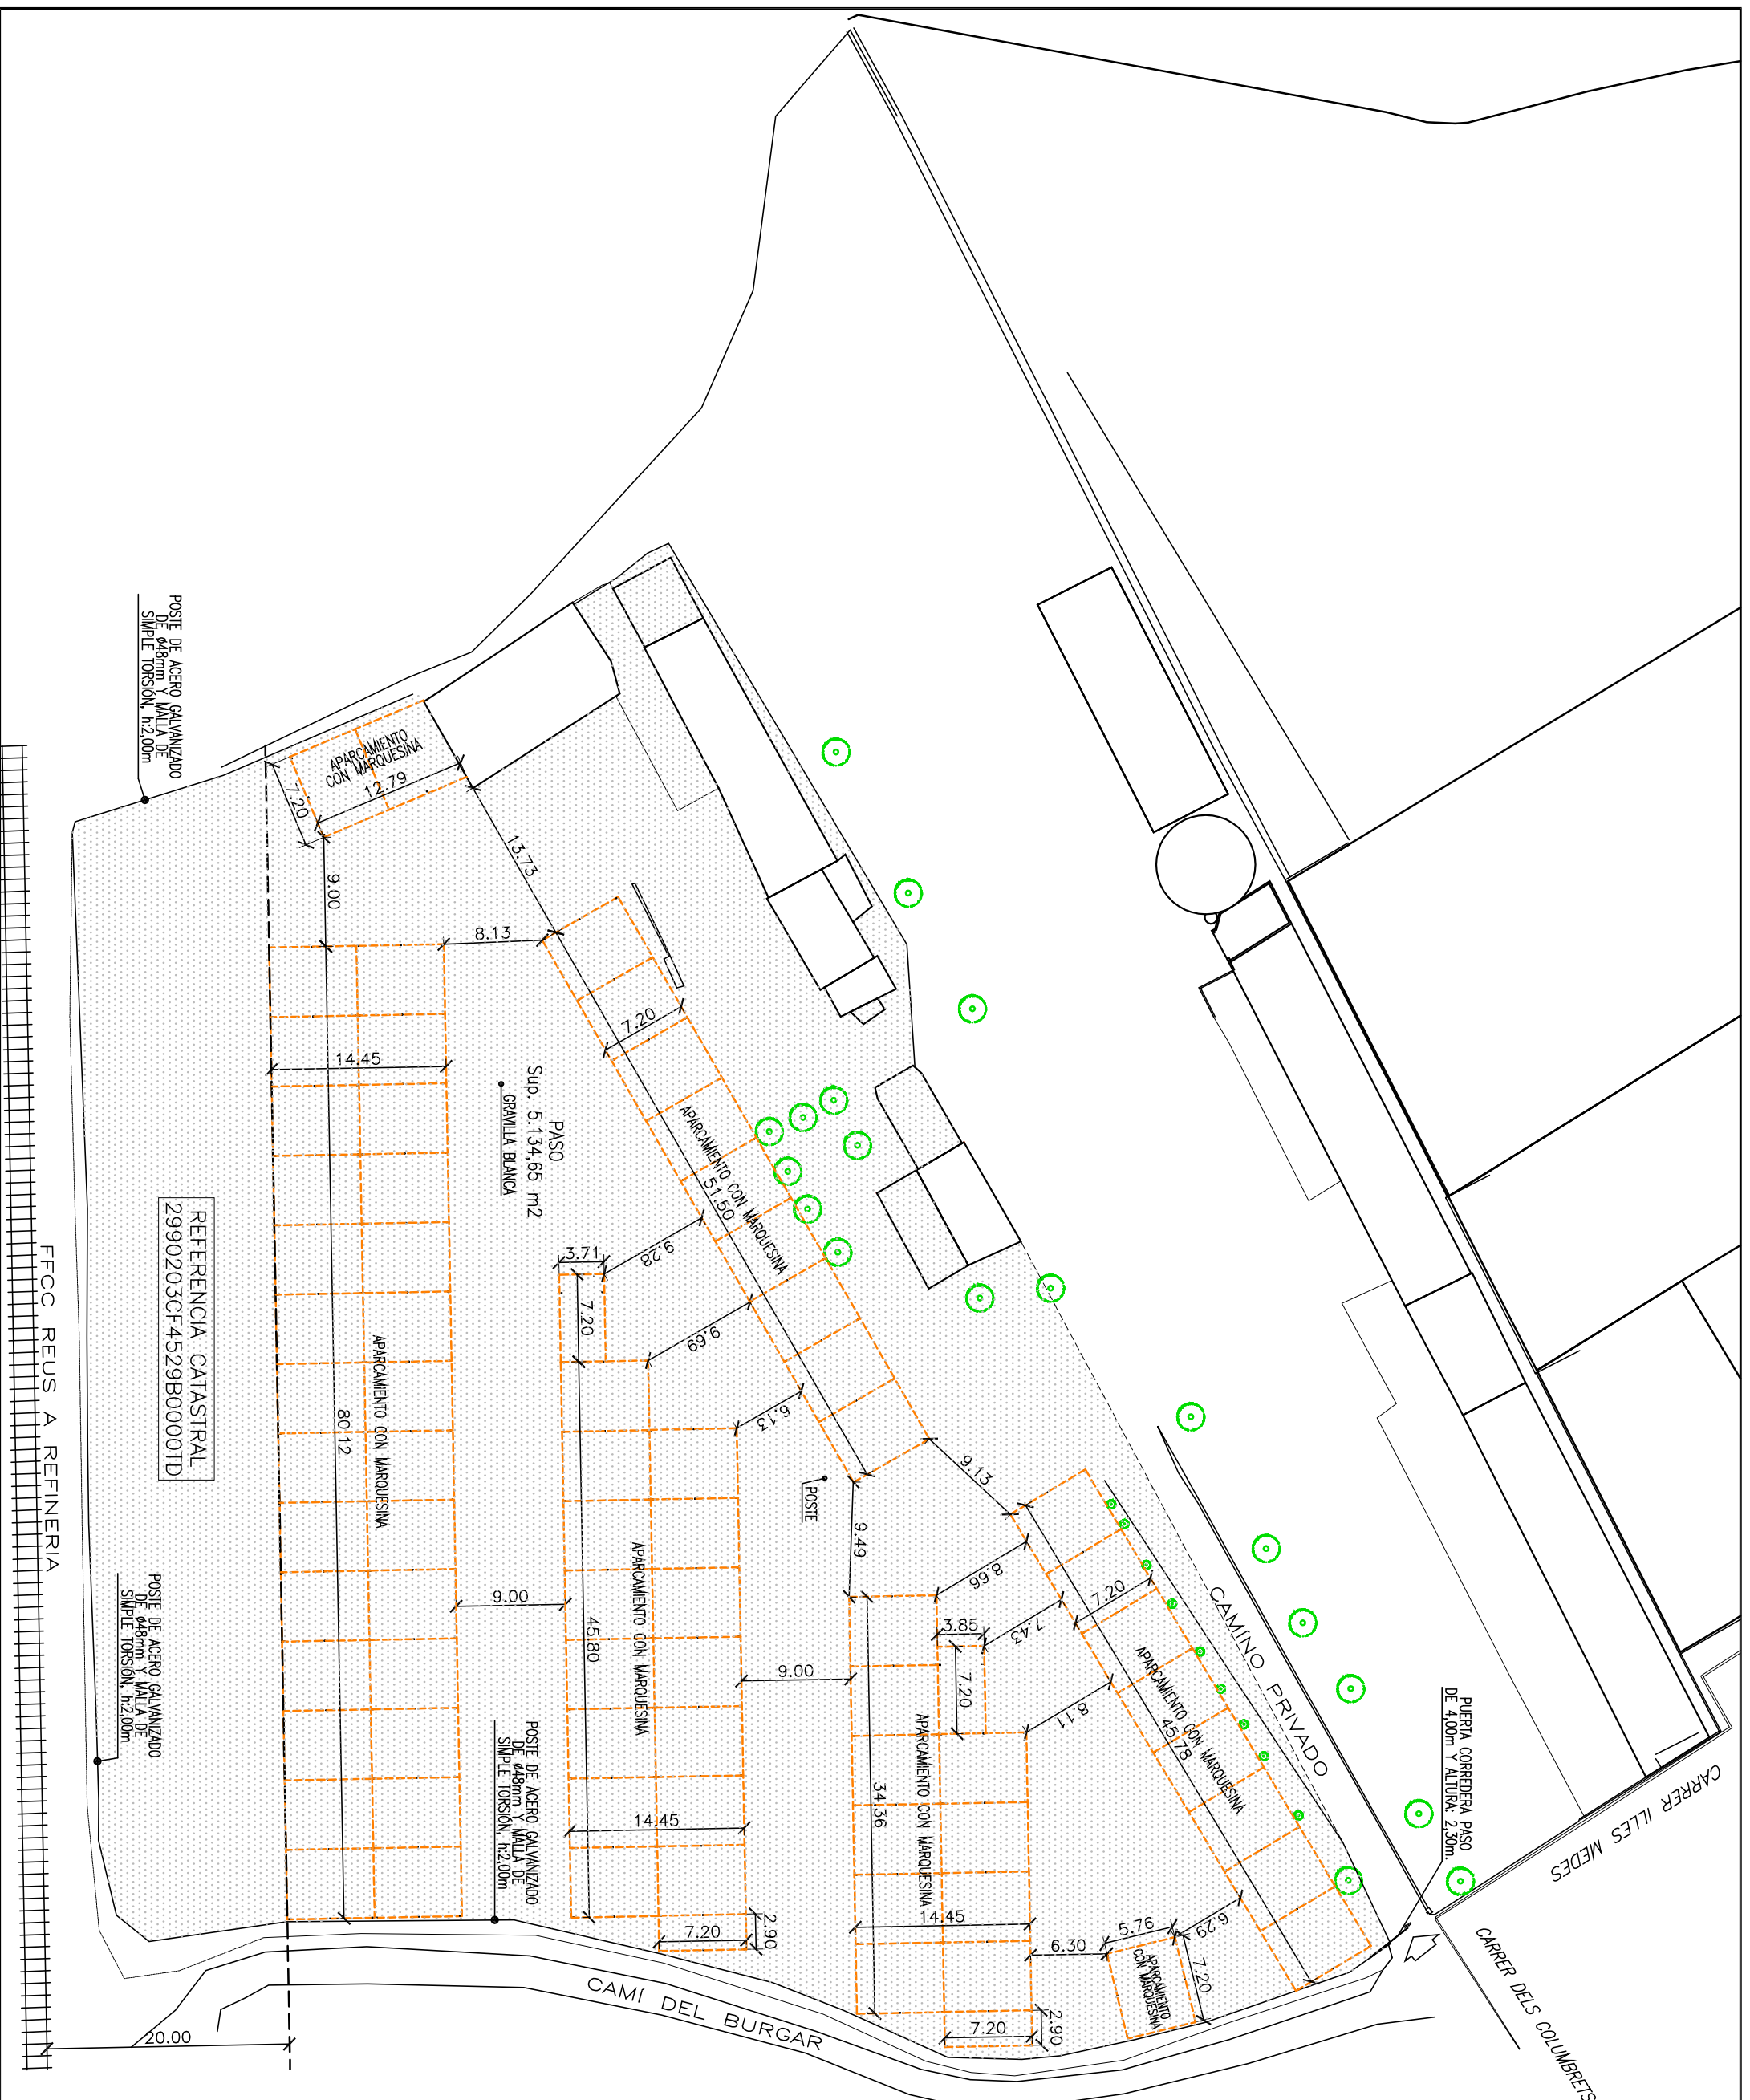 POSTE DE ACERO GALVANIZADO
DE ø48mm Y MALLA DE
SIMPLE TORSIÓN, h:2,00m
APARCAMIENTO
CON MARQUESINA
12.79
7.20
13.73
9.00
8.13
14.45
7.20
PASO
Sup. 5.134,65 m2
GRAVILLA BLANCA
APARCAMIENTO CON MARQUESINA
51.50
9.28
3.71
7.20
9.69
6.13
REFERENCIA CATASTRAL
2990203CF4529B0000TD
FFCC REUS A REFINERIA
APARCAMIENTO CON MARQUESINA
80.12
POSTE
9.13
9.49
8.66
7.43
7.20
3.85
7.20
8.11
CAMINO PRIVADO
APARCAMIENTO CON MARQUESINA
45.78
9.00
9.00
APARCAMIENTO CON MARQUESINA
45.80
14.45
APARCAMIENTO CON MARQUESINA
34.36
14.45
POSTE DE ACERO GALVANIZADO
DE ø48mm Y MALLA DE
SIMPLE TORSIÓN, h:2,00m
POSTE DE ACERO GALVANIZADO
DE ø48mm Y MALLA DE
SIMPLE TORSIÓN, h:2,00m
2.90
7.20
6.30
5.76
6.29
7.20
APARCAMIENTO
CON MARQUESINA
2.90
7.20
PUERTA CORREDERA PASO
DE 4,00m Y ALTURA: 2,30m.
CARRER ILLES MEDES
CARRER DELS COLUMBRETS
CAMÍ DEL BURGAR
20.00